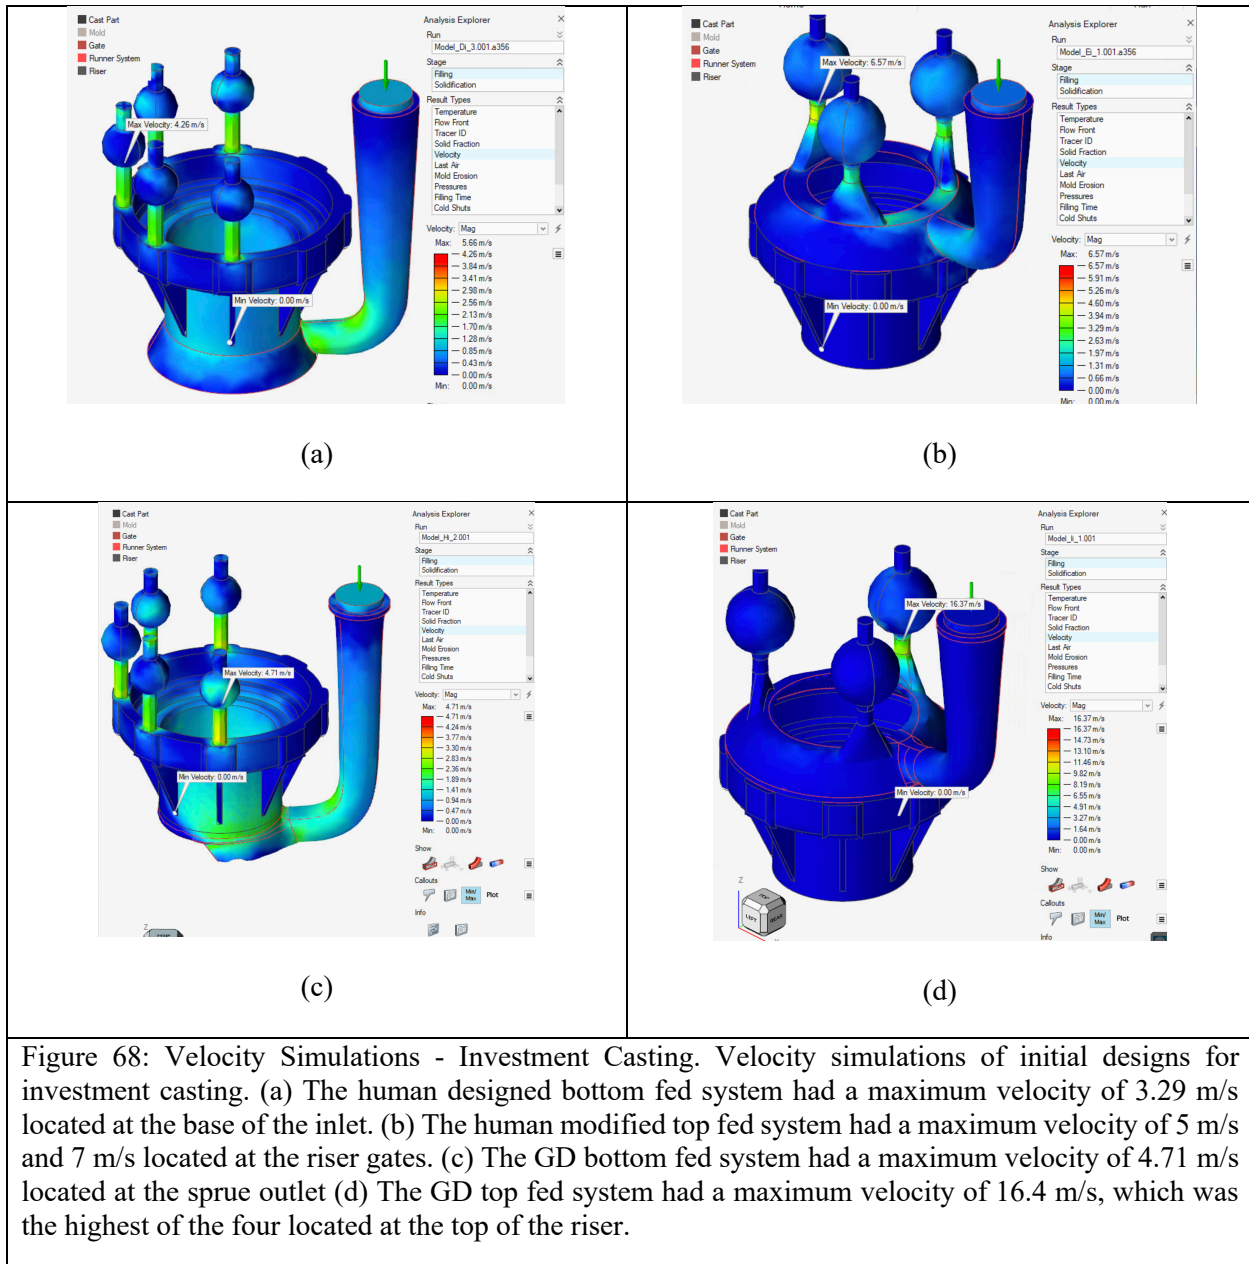 Cast Part
Mold
Gate
Runner System
Riser
Analysis Explorer
Run
Model_Di_3.001.a356
Stage
Filling
Solidification
Result Types
Temperature
Flow Front
Tracer ID
Solid Fraction
Velocity
Last Air
Mold Erosion
Pressures
Filling Time
Cold Shuts
Velocity: Mag
Max: 5.66 m/s
4.26 m/s
3.84 m/s
3.41 m/s
2.98 m/s
2.56 m/s
2.13 m/s
1.70 m/s
1.28 m/s
0.85 m/s
0.43 m/s
0.00 m/s
Min: 0.00 m/s
Max Velocity: 4.26 m/s
Min Velocity: 0.00 m/s
(a)
Cast Part
Mold
Gate
Runner System
Riser
Analysis Explorer
Run
Model_Ei_1.001.a356
Stage
Filling
Solidification
Result Types
Temperature
Flow Front
Tracer ID
Solid Fraction
Velocity
Last Air
Mold Erosion
Pressures
Filling Time
Cold Shuts
Velocity: Mag
Max: 6.57 m/s
6.57 m/s
5.91 m/s
5.26 m/s
4.60 m/s
3.94 m/s
3.29 m/s
2.63 m/s
1.97 m/s
1.31 m/s
0.66 m/s
0.00 m/s
Min: 0.00 m/s
Max Velocity: 6.57 m/s
Min Velocity: 0.00 m/s
(b)
Cast Part
Mold
Gate
Runner System
Riser
Analysis Explorer
Run
Model_Hi_2.001
Stage
Filling
Solidification
Result Types
Temperature
Flow Front
Tracer ID
Solid Fraction
Velocity
Last Air
Mold Erosion
Pressures
Filling Time
Cold Shuts
Velocity: Mag
Max: 4.71 m/s
4.71 m/s
4.24 m/s
3.77 m/s
3.30 m/s
2.83 m/s
2.36 m/s
1.89 m/s
1.41 m/s
0.94 m/s
0.47 m/s
0.00 m/s
Min: 0.00 m/s
Show
Callouts
Min/
Max
Plot
Info
Max Velocity: 4.71 m/s
Min Velocity: 0.00 m/s
Z
(c)
Cast Part
Mold
Gate
Runner System
Riser
Analysis Explorer
Run
Model_Ii_1.001
Stage
Filling
Solidification
Result Types
Temperature
Flow Front
Tracer ID
Solid Fraction
Velocity
Last Air
Mold Erosion
Pressures
Filling Time
Cold Shuts
Velocity: Mag
Max: 16.37 m/s
16.37 m/s
14.73 m/s
13.10 m/s
11.46 m/s
9.82 m/s
8.19 m/s
6.55 m/s
4.91 m/s
3.27 m/s
1.64 m/s
0.00 m/s
Min: 0.00 m/s
Show
Callouts
Min/
Max
Plot
Info
Max Velocity: 16.37 m/s
Min Velocity: 0.00 m/s
Z
TOP
LEFT
REAR
(d)
Figure 68: Velocity Simulations - Investment Casting. Velocity simulations of initial designs for
investment casting. (a) The human designed bottom fed system had a maximum velocity of 3.29 m/s
located at the base of the inlet. (b) The human modified top fed system had a maximum velocity of 5 m/s
and 7 m/s located at the riser gates. (c) The GD bottom fed system had a maximum velocity of 4.71 m/s
located at the sprue outlet (d) The GD top fed system had a maximum velocity of 16.4 m/s, which was
the highest of the four located at the top of the riser.